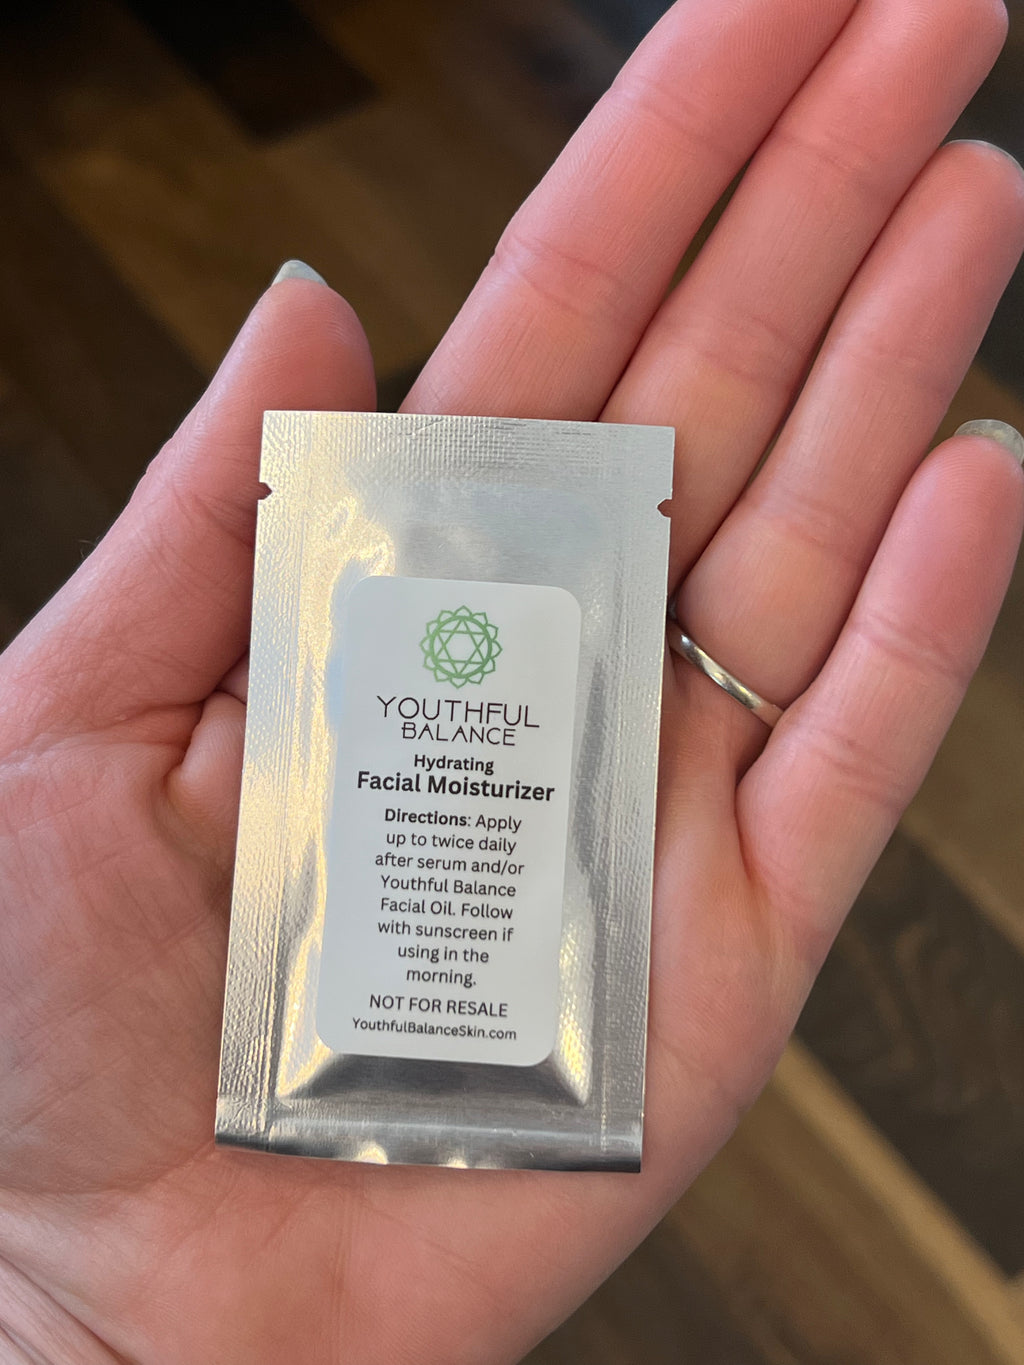 YOUTHFUL
BALANCE
Hydrating
Facial Moisturizer
Directions: Apply
up to twice daily
after serum and/or
Youthful Balance
Facial Oil. Follow
with sunscreen if
using in the
morning.
NOT FOR RESALE
YouthfulBalanceSkin.com